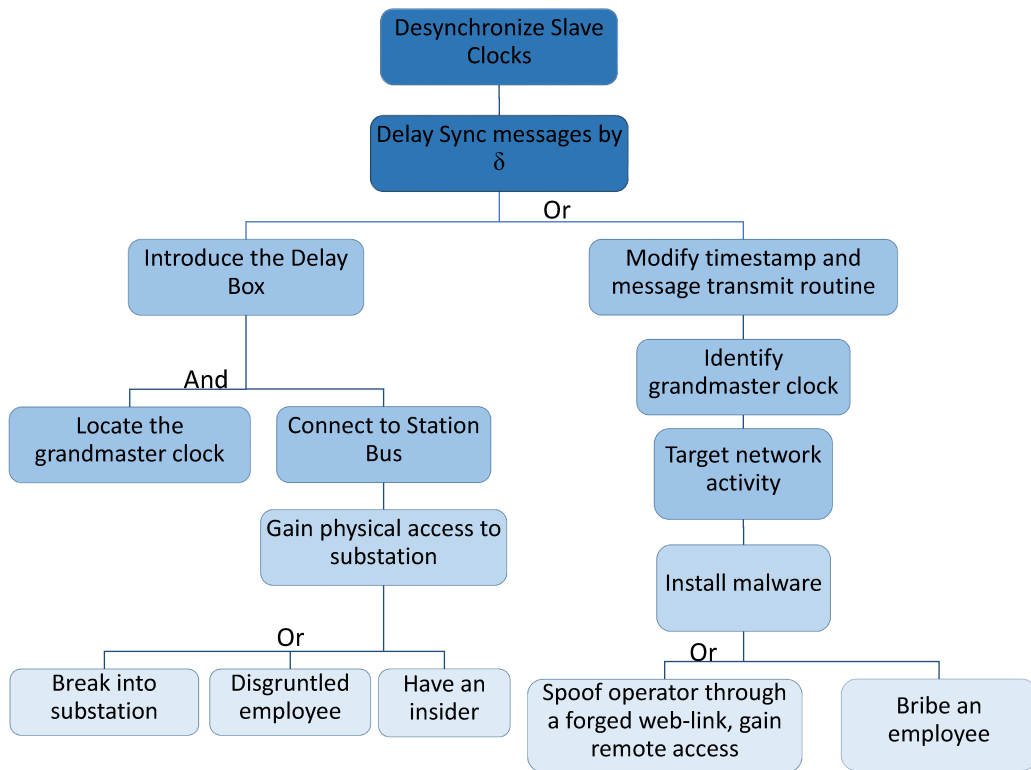 Desynchronize Slave
Clocks
Delay Sync messages by
δ
Or
Introduce the Delay
Box
Modify timestamp and
message transmit routine
And
Locate the
grandmaster clock
Connect to Station
Bus
Identify
grandmaster clock
Target network
activity
Gain physical access to
substation
Install malware
Or
Break into
substation
Disgruntled
employee
Have an
insider
Or
Spoof operator through
a forged web-link, gain
remote access
Bribe an
employee